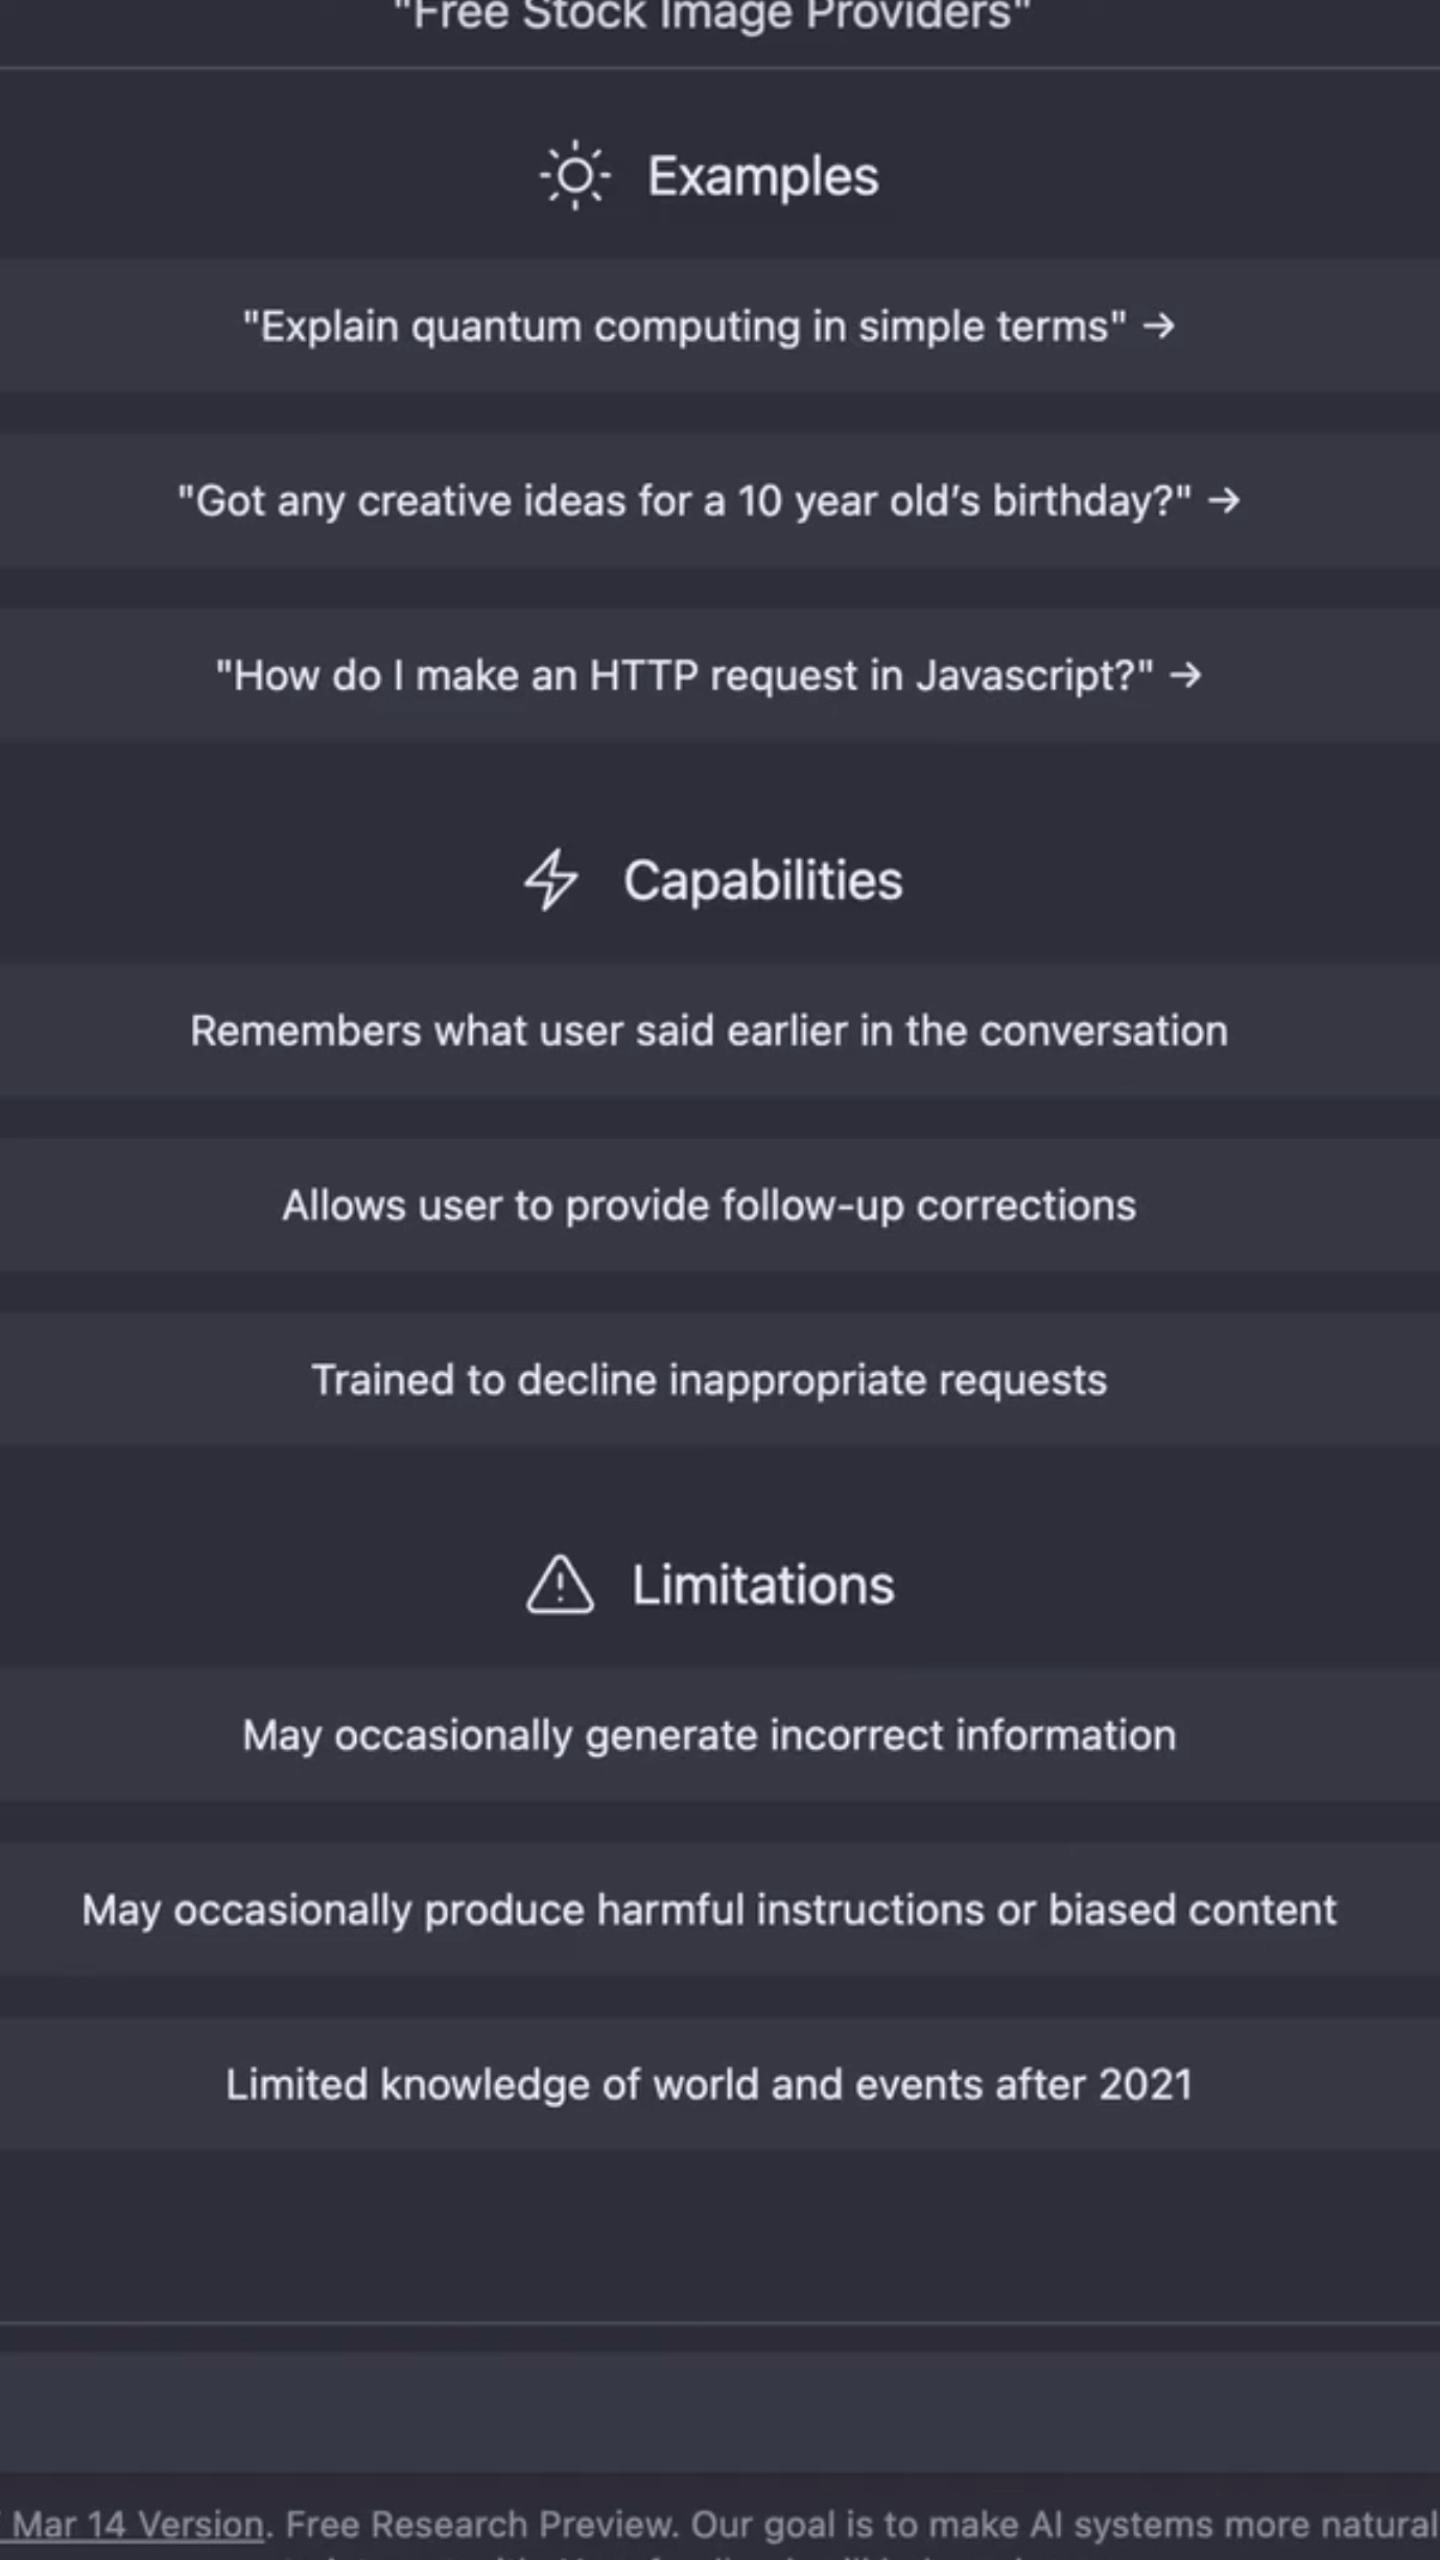 "Free Stock Image Providers"
Examples
"Explain quantum computing in simple terms" →
"Got any creative ideas for a 10 year old’s birthday?" →
"How do I make an HTTP request in Javascript?" →
Capabilities
Remembers what user said earlier in the conversation
Allows user to provide follow-up corrections
Trained to decline inappropriate requests
Limitations
May occasionally generate incorrect information
May occasionally produce harmful instructions or biased content
Limited knowledge of world and events after 2021
Mar 14 Version. Free Research Preview. Our goal is to make AI systems more natural